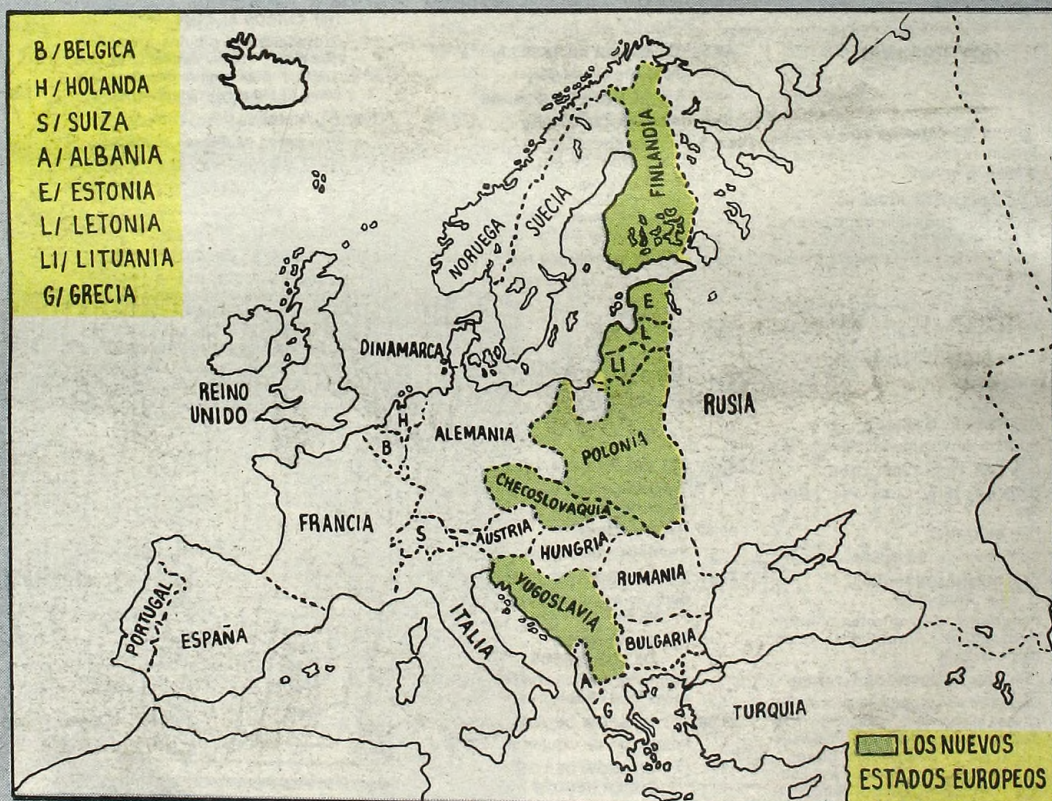 B/BELGICA
H/HOLANDA
S/SUIZA
A/ALBANIA
E/ESTONIA
L/LETONIA
LI/LITUANIA
G/GRECIA
FINLANDIA
SUECIA
NORUEGA
E
L
LI
DINAMARCA
REINO
UNIDO
H
B
ALEMANIA
POLONIA
RUSIA
CHECOSLOVAQUIA
FRANCIA
S
AUSTRIA
HUNGRIA
RUMANIA
YUGOSLAVIA
PORTUGAL
ESPAÑA
ITALIA
BULGARIA
A
G
TURQUIA
LOS NUEVOS
ESTADOS EUROPEOS